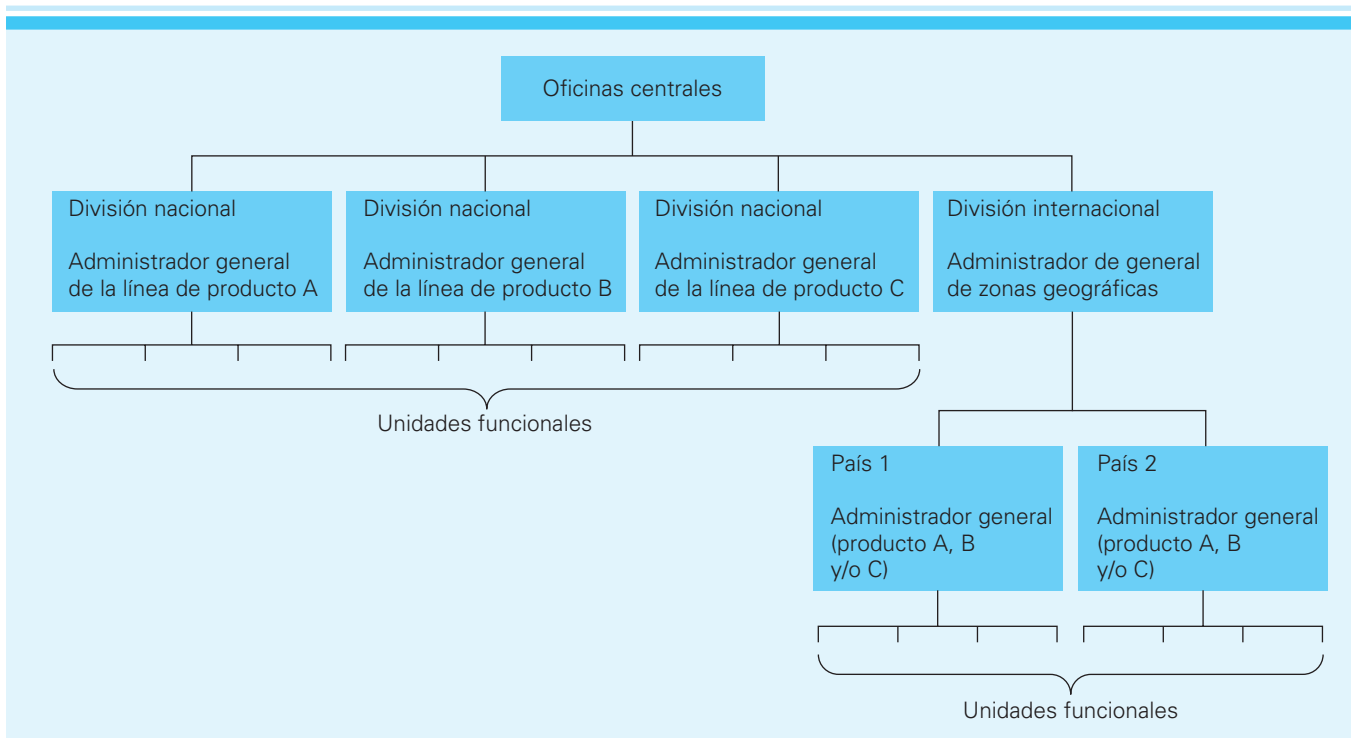 Oficinas centrales
División nacional
Administrador general
de la línea de producto A
División nacional
Administrador general
de la línea de producto B
División nacional
Administrador general
de la línea de producto C
División internacional
Administrador de general
de zonas geográficas
Unidades funcionales
País 1
Administrador general
(producto A, B
y/o C)
País 2
Administrador general
(producto A, B
y/o C)
Unidades funcionales